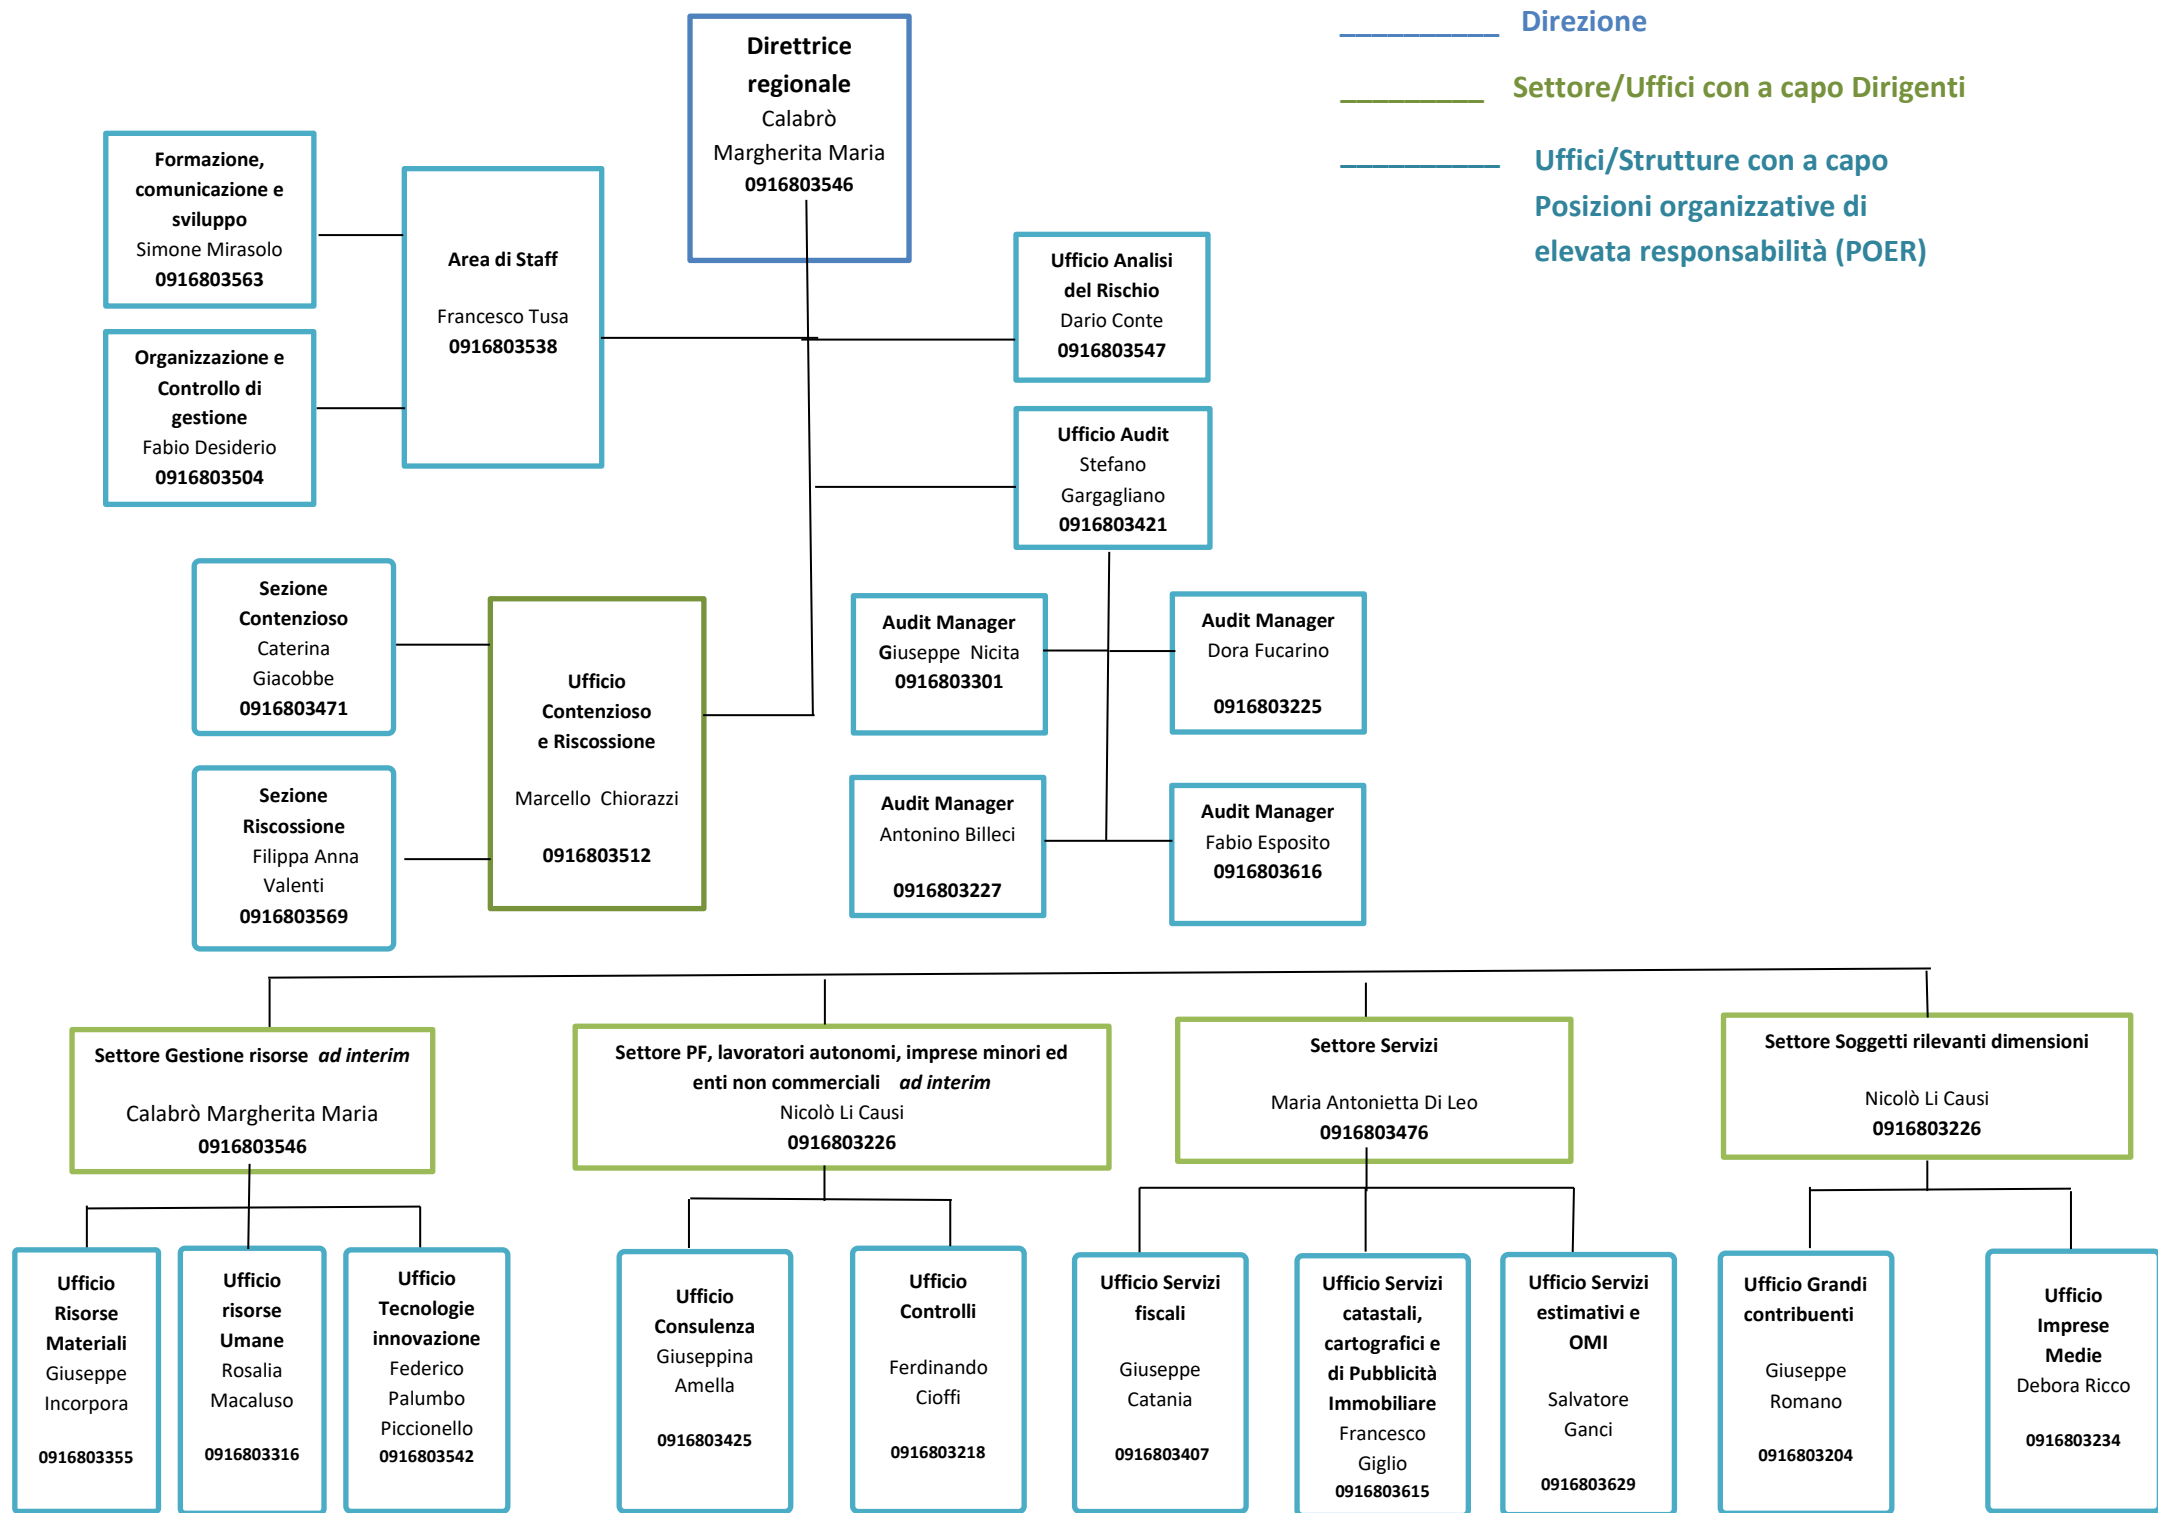 Direttrice
regionale
Calabrò
Margherita Maria
0916803546
___________ Direzione
__________ Settore/Uffici con a capo Dirigenti
___________ Uffici/Strutture con a capo
Posizioni organizzative di
elevata responsabilità (POER)
Formazione,
comunicazione e
sviluppo
Simone Mirasolo
0916803563
Organizzazione e
Controllo di
gestione
Fabio Desiderio
0916803504
Area di Staff
Francesco Tusa
0916803538
Ufficio Analisi
del Rischio
Dario Conte
0916803547
Ufficio Audit
Stefano
Gargagliano
0916803421
Sezione
Contenzioso
Caterina
Giacobbe
0916803471
Sezione
Riscossione
Filippa Anna
Valenti
0916803569
Ufficio
Contenzioso
e Riscossione
Marcello Chiorazzi
0916803512
Audit Manager
Giuseppe Nicita
0916803301
Audit Manager
Dora Fucarino
0916803225
Audit Manager
Antonino Billeci
0916803227
Audit Manager
Fabio Esposito
0916803616
Settore Gestione risorse ad interim
Calabrò Margherita Maria
0916803546
Settore PF, lavoratori autonomi, imprese minori ed
enti non commerciali ad interim
Nicolò Li Causi
0916803226
Settore Servizi
Maria Antonietta Di Leo
0916803476
Settore Soggetti rilevanti dimensioni
Nicolò Li Causi
0916803226
Ufficio
Risorse
Materiali
Giuseppe
Incorpora
0916803355
Ufficio
risorse
Umane
Rosalia
Macaluso
0916803316
Ufficio
Tecnologie
innovazione
Federico
Palumbo
Piccionello
0916803542
Ufficio
Consulenza
Giuseppina
Amella
0916803425
Ufficio
Controlli
Ferdinando
Cioffi
0916803218
Ufficio Servizi
fiscali
Giuseppe
Catania
0916803407
Ufficio Servizi
catastali,
cartografici e
di Pubblicità
Immobiliare
Francesco
Giglio
0916803615
Ufficio Servizi
estimativi e
OMI
Salvatore
Ganci
0916803629
Ufficio Grandi
contribuenti
Giuseppe
Romano
0916803204
Ufficio
Imprese
Medie
Debora Ricco
0916803234